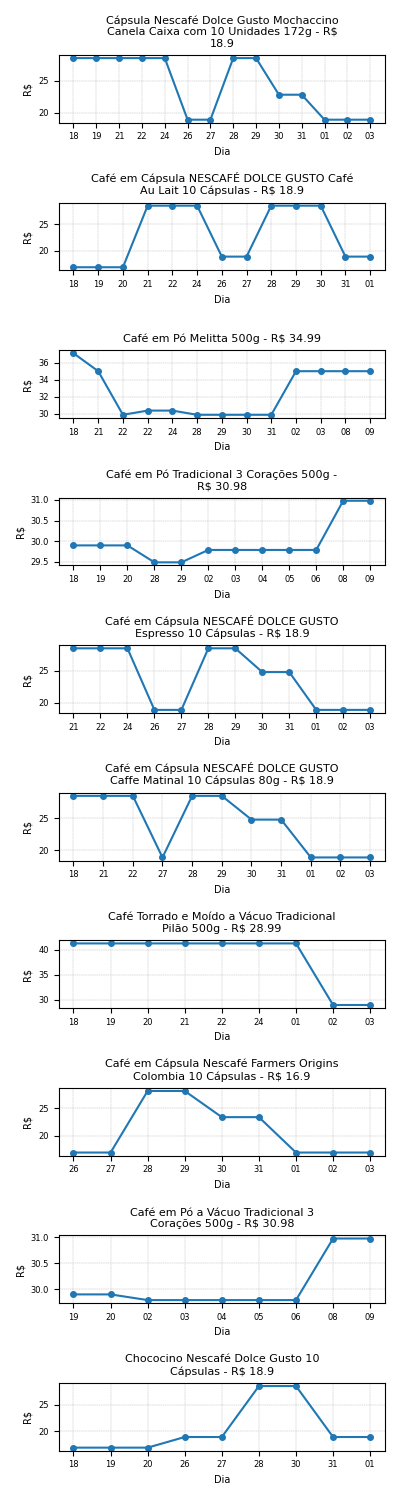 Cápsula Nescafé Dolce Gusto Mochaccino
Canela Caixa com 10 Unidades 172g - R$
18.9
25
20
R$
18 19 21 22 24 26 27 28 29 30 31 01 02 03
Dia
Café em Cápsula NESCAFÉ DOLCE GUSTO Café
Au Lait 10 Cápsulas - R$ 18.9
25
20
R$
18 19 20 21 22 24 26 27 28 29 30 31 01
Dia
Café em Pó Melitta 500g - R$ 34.99
36
34
32
30
R$
18 21 22 22 24 28 29 30 31 02 03 08 09
Dia
Café em Pó Tradicional 3 Corações 500g -
R$ 30.98
31.0
30.5
30.0
29.5
R$
18 19 20 28 29 02 03 04 05 06 08 09
Dia
Café em Cápsula NESCAFÉ DOLCE GUSTO
Espresso 10 Cápsulas - R$ 18.9
25
20
R$
21 22 24 26 27 28 29 30 31 01 02 03
Dia
Café em Cápsula NESCAFÉ DOLCE GUSTO
Caffe Matinal 10 Cápsulas 80g - R$ 18.9
25
20
R$
18 21 22 27 28 29 30 31 01 02 03
Dia
Café Torrado e Moído a Vácuo Tradicional
Pilão 500g - R$ 28.99
40
35
30
R$
18 19 20 21 22 24 01 02 03
Dia
Café em Cápsula Nescafé Farmers Origins
Colombia 10 Cápsulas - R$ 16.9
25
20
R$
26 27 28 29 30 31 01 02 03
Dia
Café em Pó a Vácuo Tradicional 3
Corações 500g - R$ 30.98
31.0
30.5
30.0
R$
19 20 02 03 04 05 06 08 09
Dia
Chococino Nescafé Dolce Gusto 10
Cápsulas - R$ 18.9
25
20
R$
18 19 20 26 27 28 30 31 01
Dia